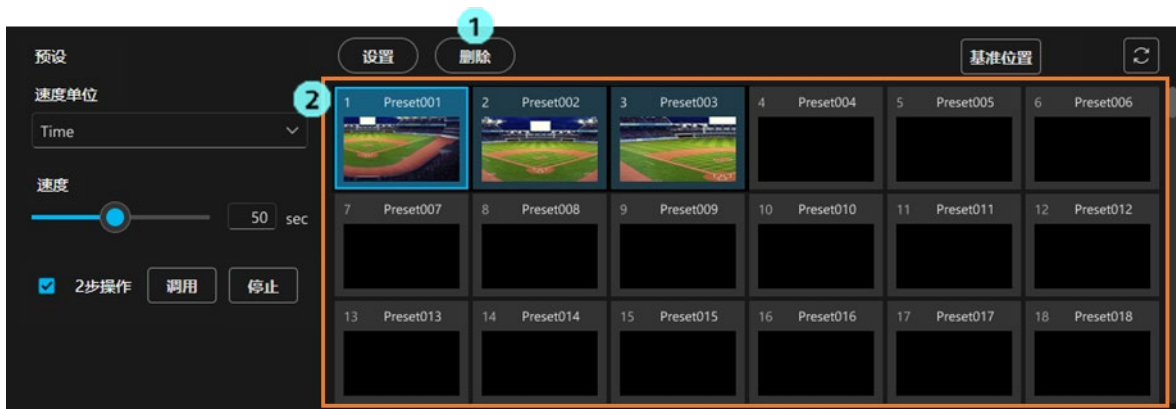 1
预设
设置
删除
基准位置
速度单位
2
Time
1 Preset001
2 Preset002
3 Preset003
4 Preset004
5 Preset005
6 Preset006
速度
50 sec
7 Preset007
8 Preset008
9 Preset009
10 Preset010
11 Preset011
12 Preset012
2步操作
调用
停止
13 Preset013
14 Preset014
15 Preset015
16 Preset016
17 Preset017
18 Preset018